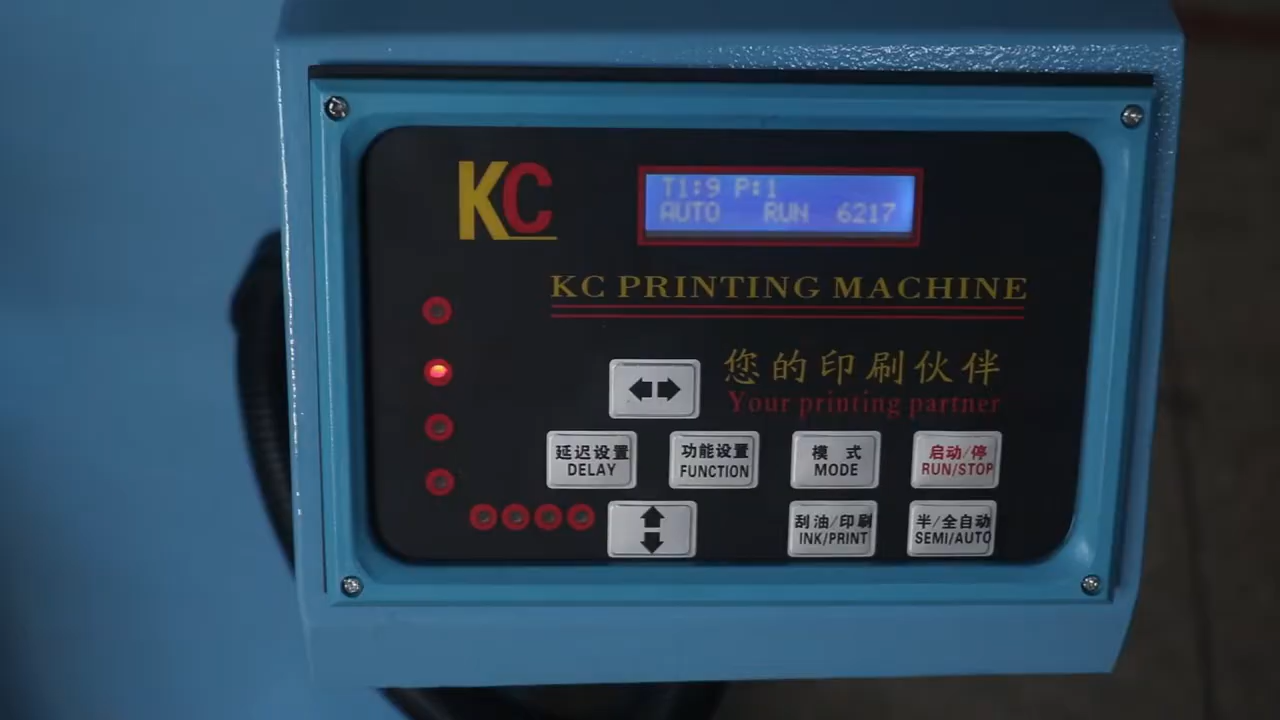 KC
T1:9 P:1
AUTO RUN 6217
KC PRINTING MACHINE
您的印刷伙伴
Your printing partner
延迟设置
DELAY
功能设置
FUNCTION
模 式
MODE
启动/停
RUN/STOP
刮油/印刷
INK/PRINT
半/全自动
SEMI/AUTO